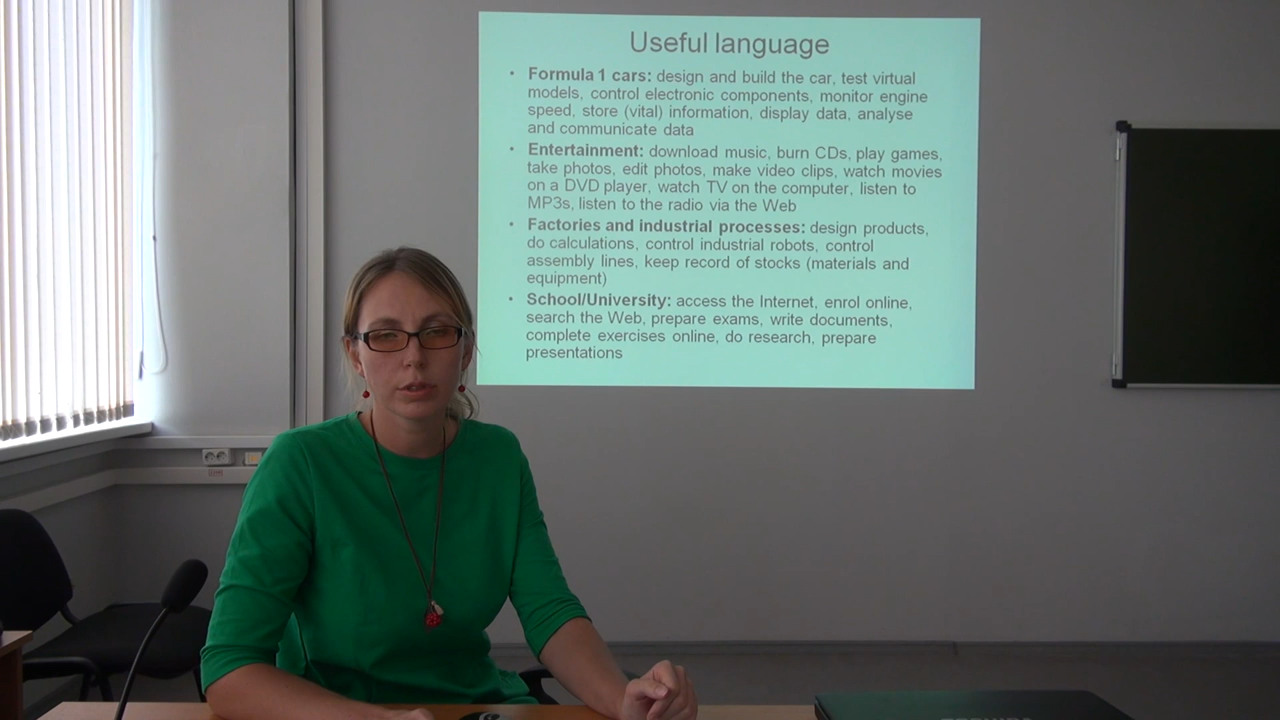 Useful language
• Formula 1 cars: design and build the car, test virtual
models, control electronic components, monitor engine
speed, store (vital) information, display data, analyse
and communicate data
• Entertainment: download music, burn CDs, play games,
take photos, edit photos, make video clips, watch movies
on a DVD player, watch TV on the computer, listen to
MP3s, listen to the radio via the Web
• Factories and industrial processes: design products,
do calculations, control industrial robots, control
assembly lines, keep record of stocks (materials and
equipment)
• School/University: access the Internet, enrol online,
search the Web, prepare exams, write documents,
complete exercises online, do research, prepare
presentations